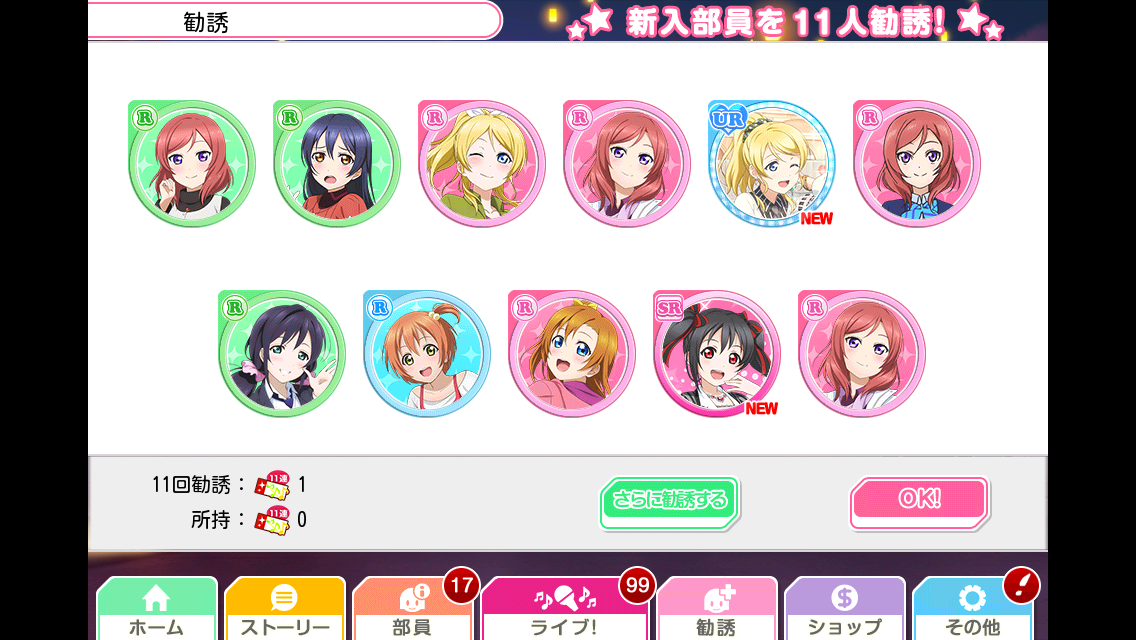 勧誘
新入部員を11人勧誘!
R
R
R
R
UR
R
NEW
R
R
R
SR
R
NEW
11回勧誘： 11連 1
所持： 11連 0
さらに勧誘する
OK!
17
99
!
ホーム
ストーリー
部員
ライブ!
勧誘
ショップ
その他